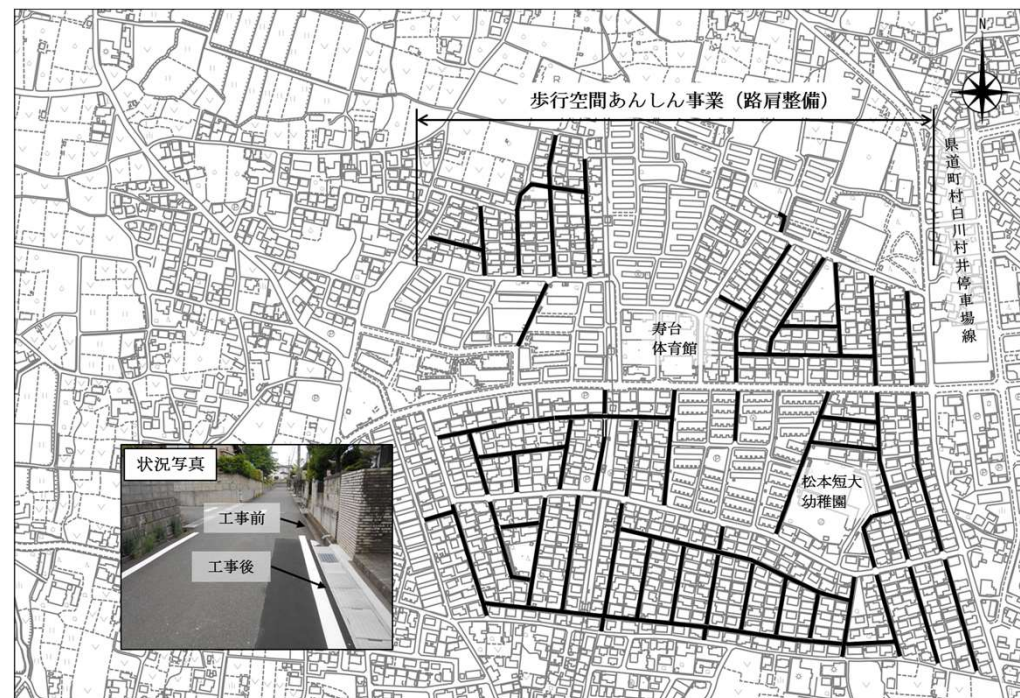 N
歩行空間あんしん事業（路肩整備）
県道町村白川村井停車場線
寿台
体育館
松本短大
幼稚園
状況写真
工事前
工事後